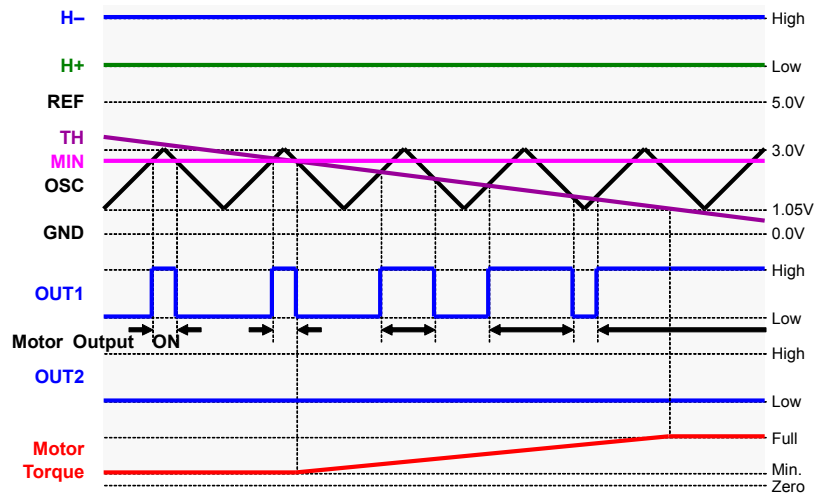 H– High
H+ Low
REF 5.0V
TH 3.0V
MIN
OSC
1.05V
GND 0.0V
High
OUT1
Low
Motor Output ON
High
OUT2
Low
Full
Motor
Torque Min.
Zero